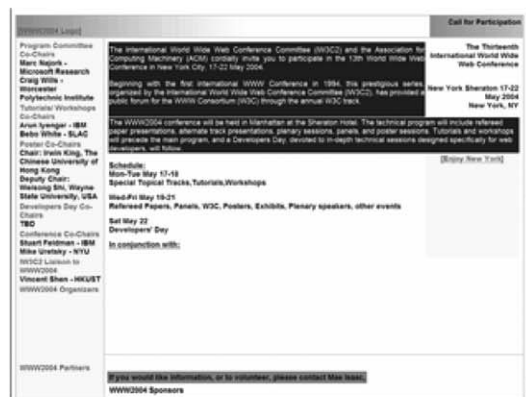 Call for Participation
[WWW2004 Logo]
Program Committee
Co-Chairs
Marc Najork -
Microsoft Research
Craig Wills -
Worcester
Polytechnic Institute
Tutorials/Workshops
Co-Chairs
Arun Iyengar - IBM
Bebo White - SLAC
Poster Co-Chairs
Chair: Irwin King, The
Chinese University of
Hong Kong
Deputy Chair:
Weisong Shi, Wayne
State University, USA
Developers Day Co-
Chairs
TBD
Conference Co-Chairs
Stuart Feldman - IBM
Mike Uretsky - NYU
IW3C2 Liaison to
WWW2004
Vincent Shen - HKUST
WWW2004 Organizers
The International World Wide Web Conference Committee (IW3C2) and the Association for
Computing Machinery (ACM) cordially invite you to participate in the 13th World Wide Web
Conference in New York City, 17-22 May 2004.
Beginning with the first international WWW Conference in 1994, this prestigious series,
organized by the International World Wide Web Conference Committee (IW3C2), has provided a
public forum for the WWW Consortium (W3C) through the annual W3C track.
The WWW2004 conference will be held in Manhattan at the Sheraton Hotel. The technical program will include refereed
paper presentations, alternate track presentations, plenary sessions, panels, and poster sessions. Tutorials and workshops
will precede the main program, and a Developers Day, devoted to in-depth technical sessions designed specifically for web
developers, will follow.
Schedule:
Mon-Tue May 17-18
Special Topical Tracks,Tutorials,Workshops
Wed-Fri May 19-21
Refereed Papers, Panels, W3C, Posters, Exhibits, Plenary speakers, other events
Sat May 22
Developers' Day
In conjunction with:
The Thirteenth
International World Wide
Web Conference
New York Sheraton 17-22
May 2004
New York, NY
[Enjoy New York]
WWW2004 Partners
If you would like information, or to volunteer, please contact Mae Isaac,
WWW2004 Sponsors